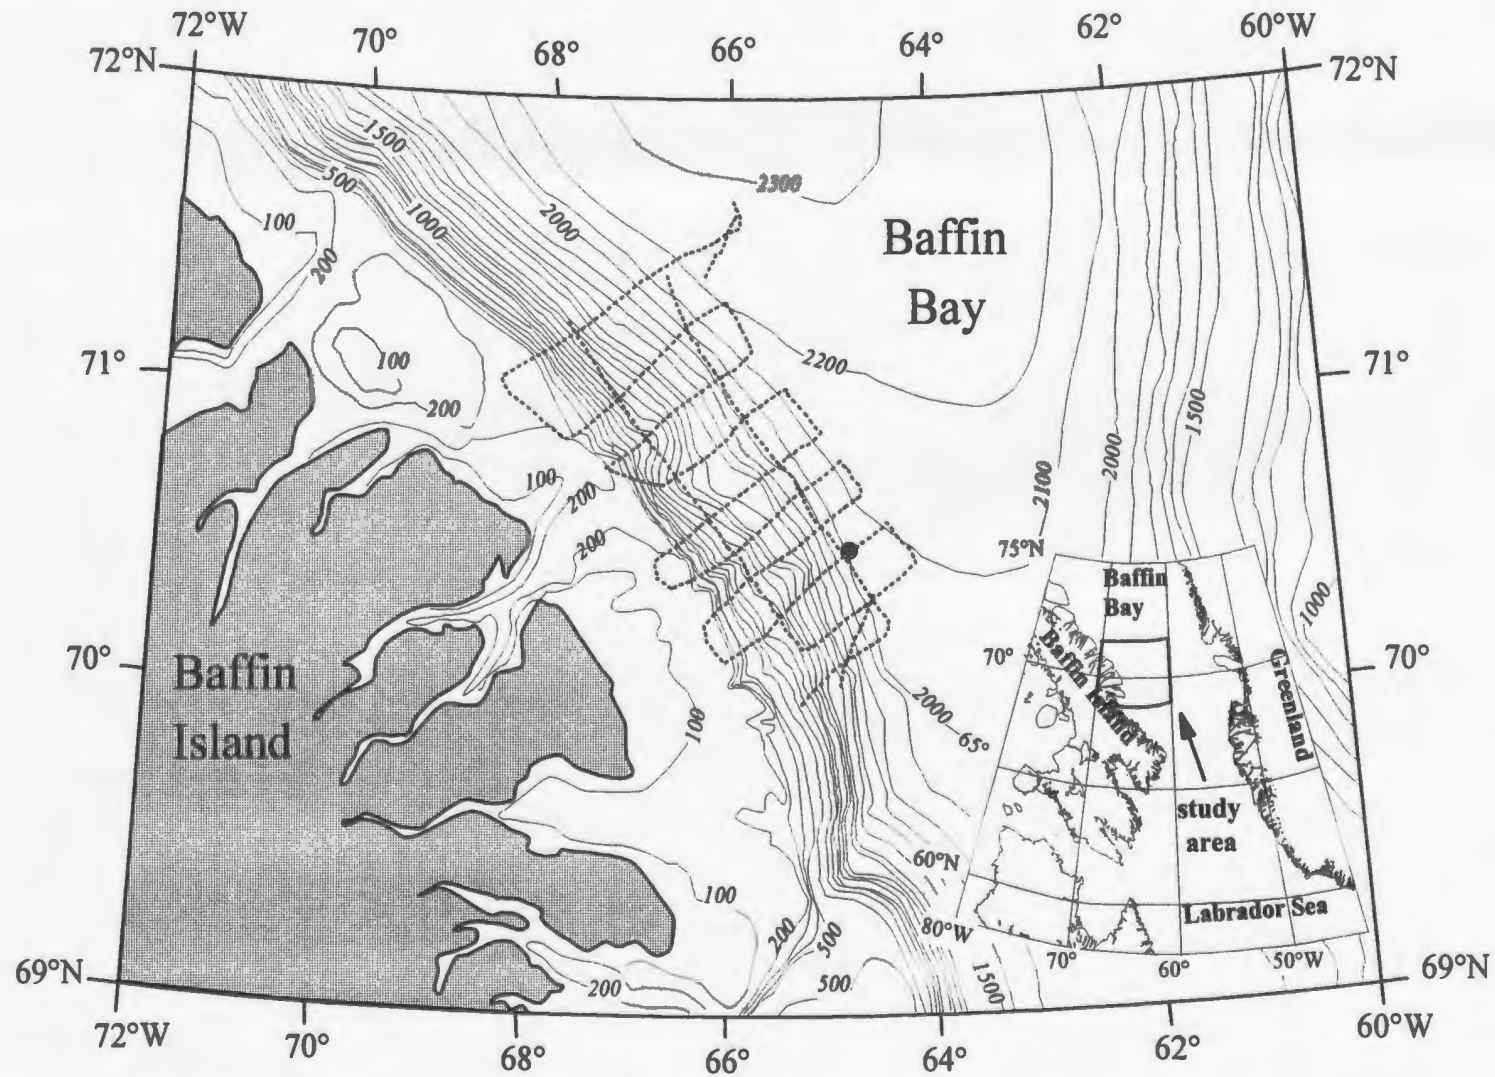 72°W
70°
68°
66°
64°
62°
60°W
72°N
72°N
1500
500
2300
100
1000
2000
Baffin
Bay
200
71°
100
2200
71°
200
1500
2000
100
200
2100
200
75°N
Baffin
Bay
1000
70°
Baffin
Island
70°
Baffin Island
Greenland
70°
100
2000
65°
study
area
60°N
100
Labrador Sea
80°W
200
500
70°
60°
50°W
69°N
200
500
1500
69°N
72°W
70°
68°
66°
64°
62°
60°W